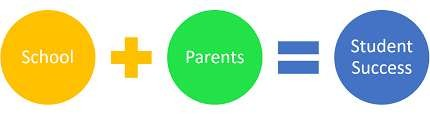 School + Parents = Student
Success